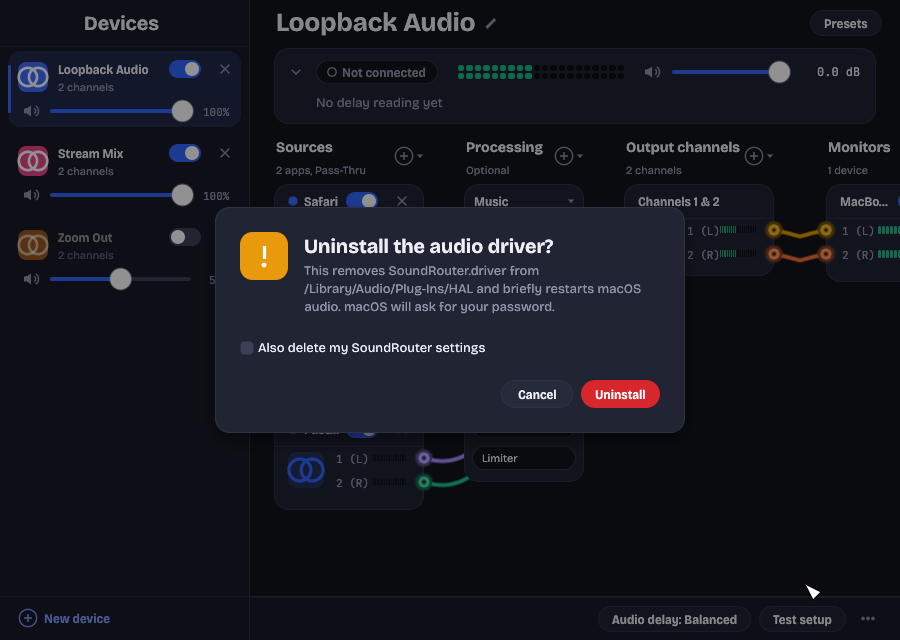 Devices
Loopback Audio
2 channels
100%
Stream Mix
2 channels
100%
Zoom Out
2 channels
Loopback Audio
Presets
Not connected
0.0 dB
No delay reading yet
Sources
2 apps, Pass-Thru
Processing
Optional
Output channels
2 channels
Monitors
1 device
Safari
Music
Channels 1 & 2
MacBo...
1 (L)
1 (L)
2 (R)
2 (R)
!
Uninstall the audio driver?
This removes SoundRouter.driver from
/Library/Audio/Plug-Ins/HAL and briefly restarts macOS
audio. macOS will ask for your password.
Also delete my SoundRouter settings
Cancel
Uninstall
1 (L)
2 (R)
Limiter
New device
Audio delay: Balanced
Test setup